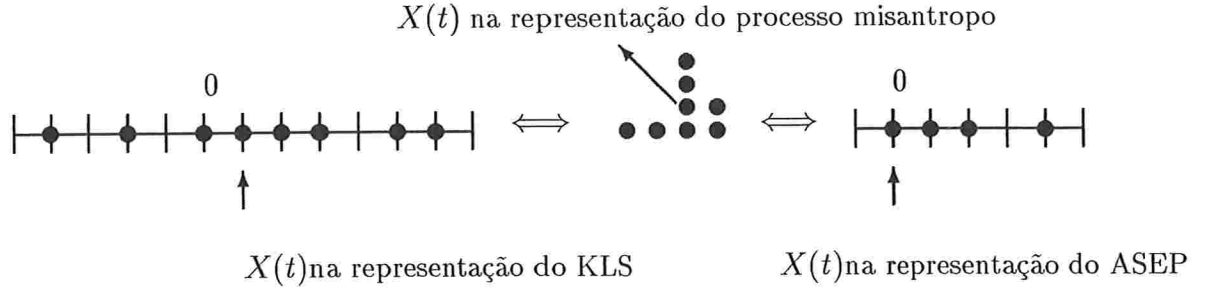 X(t) na representação do processo misantropo
0
0
X(t)na representação do KLS
X(t)na representação do ASEP